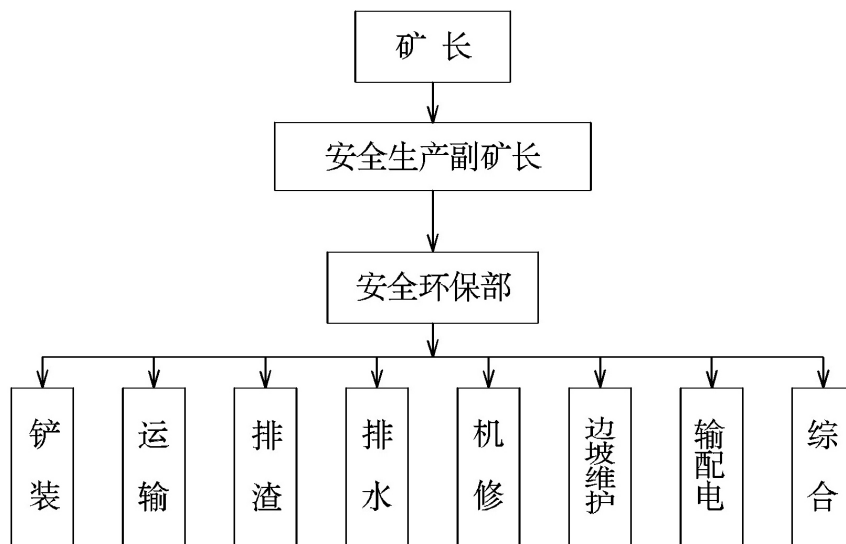 矿 长
安全生产副矿长
安全环保部
铲装
运输
排渣
排水
机修
边坡维护
输配电
综合